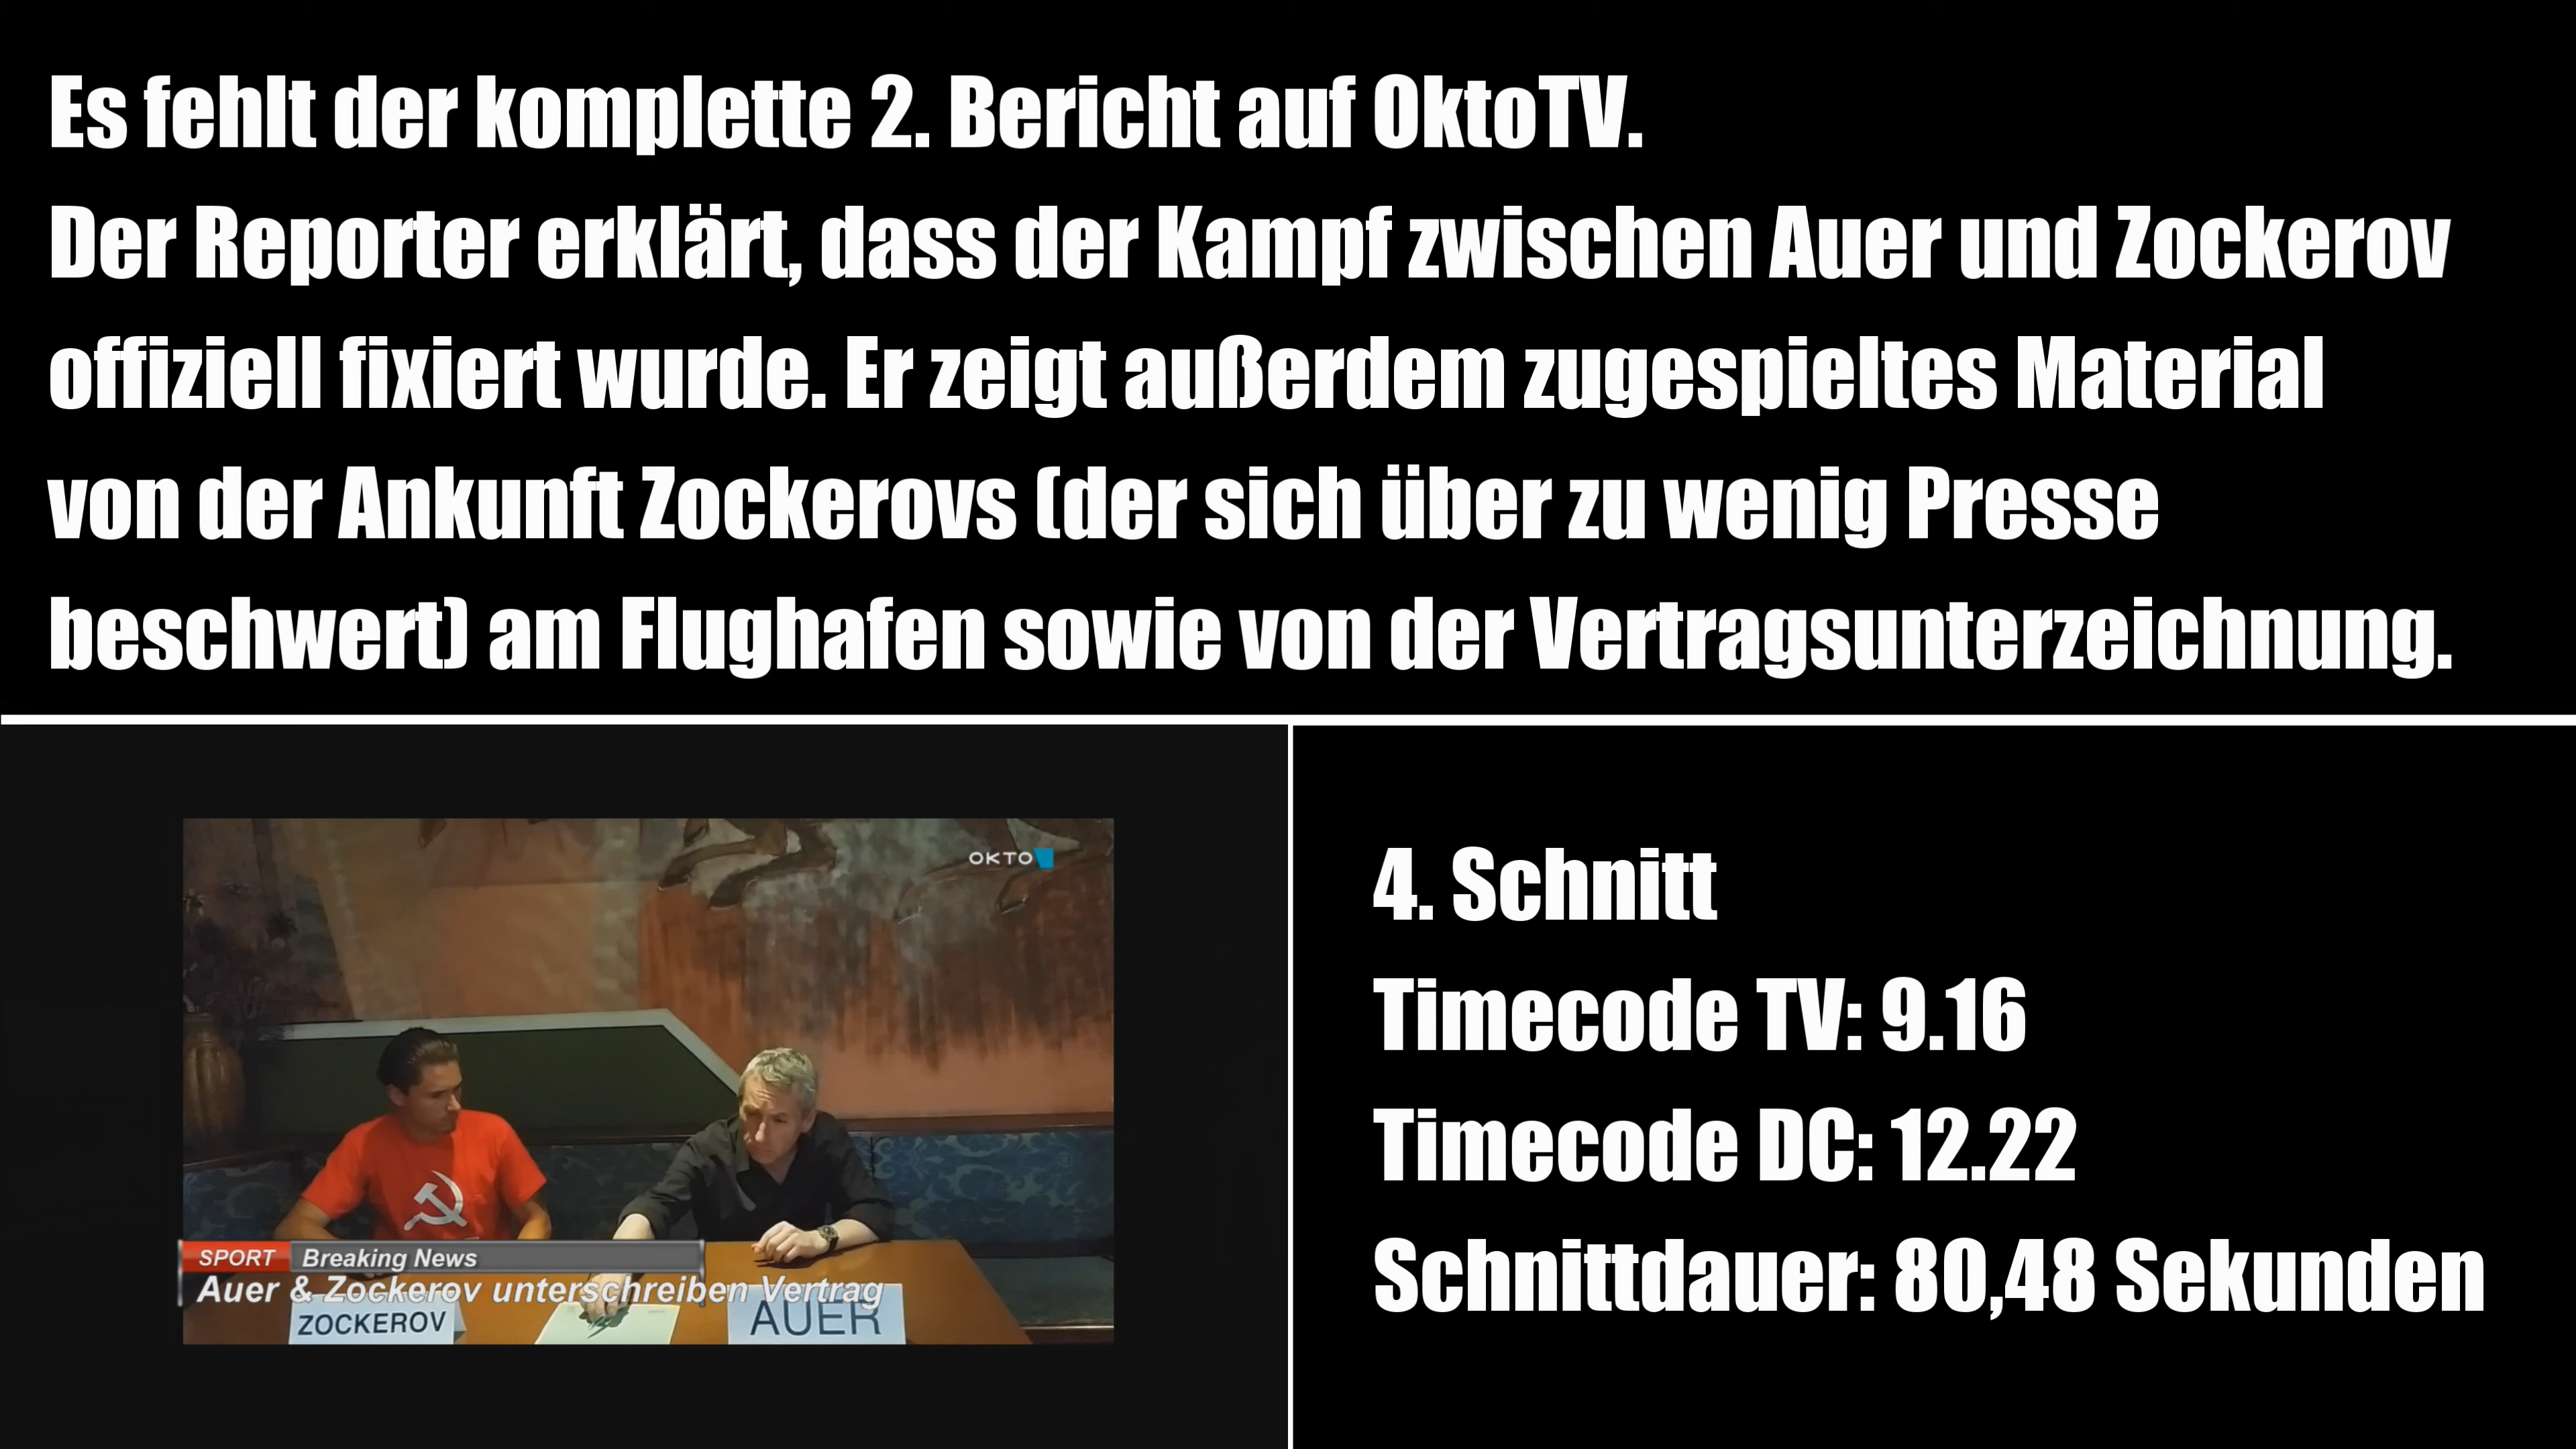 Es fehlt der komplette 2. Bericht auf OktoTV.
Der Reporter erklärt, dass der Kampf zwischen Auer und Zockerov
offiziell fixiert wurde. Er zeigt außerdem zugespieltes Material
von der Ankunft Zockerovs (der sich über zu wenig Presse
beschwert) am Flughafen sowie von der Vertragsunterzeichnung.
OKTO
SPORT Breaking News
Auer & Zockerov unterschreiben Vertrag
ZOCKEROV
AUER
4. Schnitt
Timecode TV: 9.16
Timecode DC: 12.22
Schnittdauer: 80,48 Sekunden